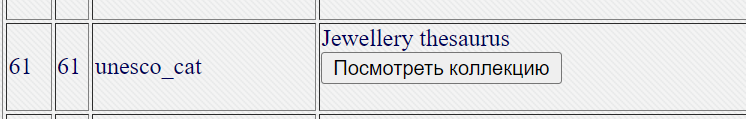 Jewellery thesaurus
61 61 unesco_cat
Посмотреть коллекцию